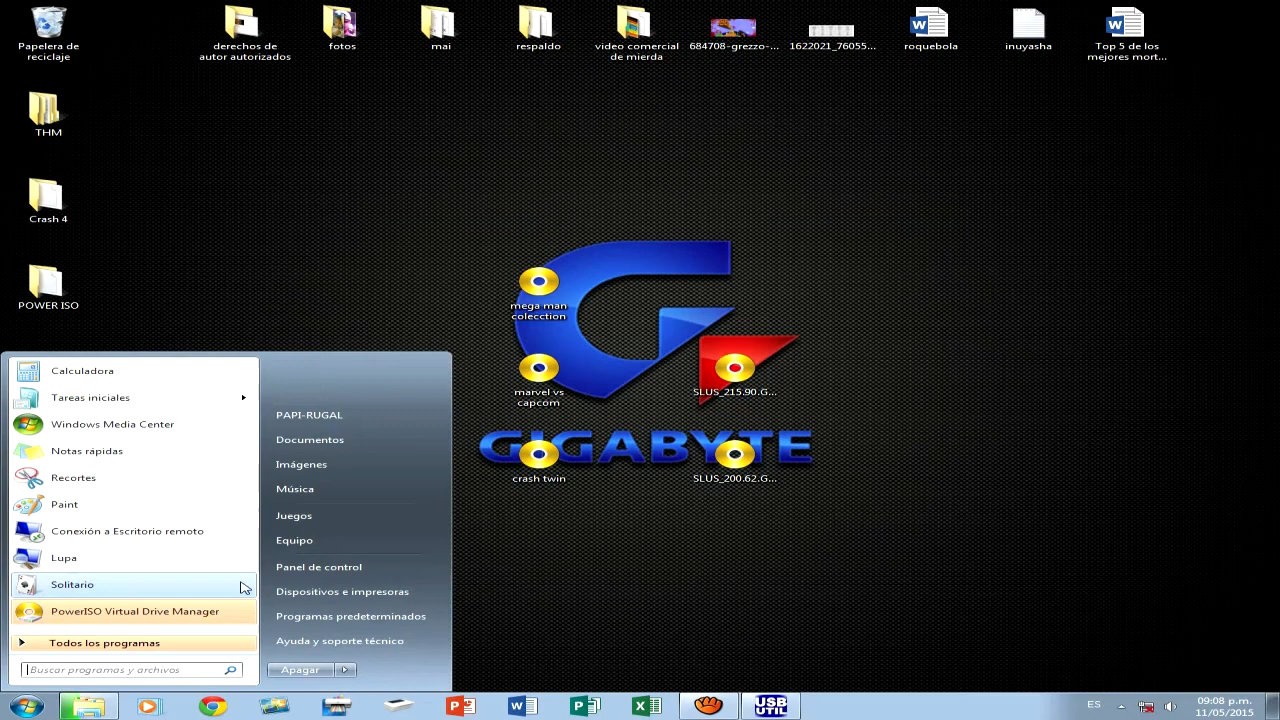 Papelera de
reciclaje
derechos de
autor autorizados
fotos
mai
respaldo
video comercial
de mierda
684708-grezzo-...
1622021_76055...
roquebola
inuyasha
Top 5 de los
mejores mort...
THM
Crash 4
POWER ISO
mega man
colecction
marvel vs
capcom
SLUS_215.90.G...
GIGABYTE
crash twin
SLUS_200.62.G...
Calculadora
Tareas iniciales
Windows Media Center
Notas rápidas
Recortes
Paint
Conexión a Escritorio remoto
Lupa
Solitario
PowerISO Virtual Drive Manager
Todos los programas
Buscar programas y archivos
PAPI-RUGAL
Documentos
Imágenes
Música
Juegos
Equipo
Panel de control
Dispositivos e impresoras
Programas predeterminados
Ayuda y soporte técnico
Apagar
USB
UTIL
ES
09:08 p.m.
11/05/2015